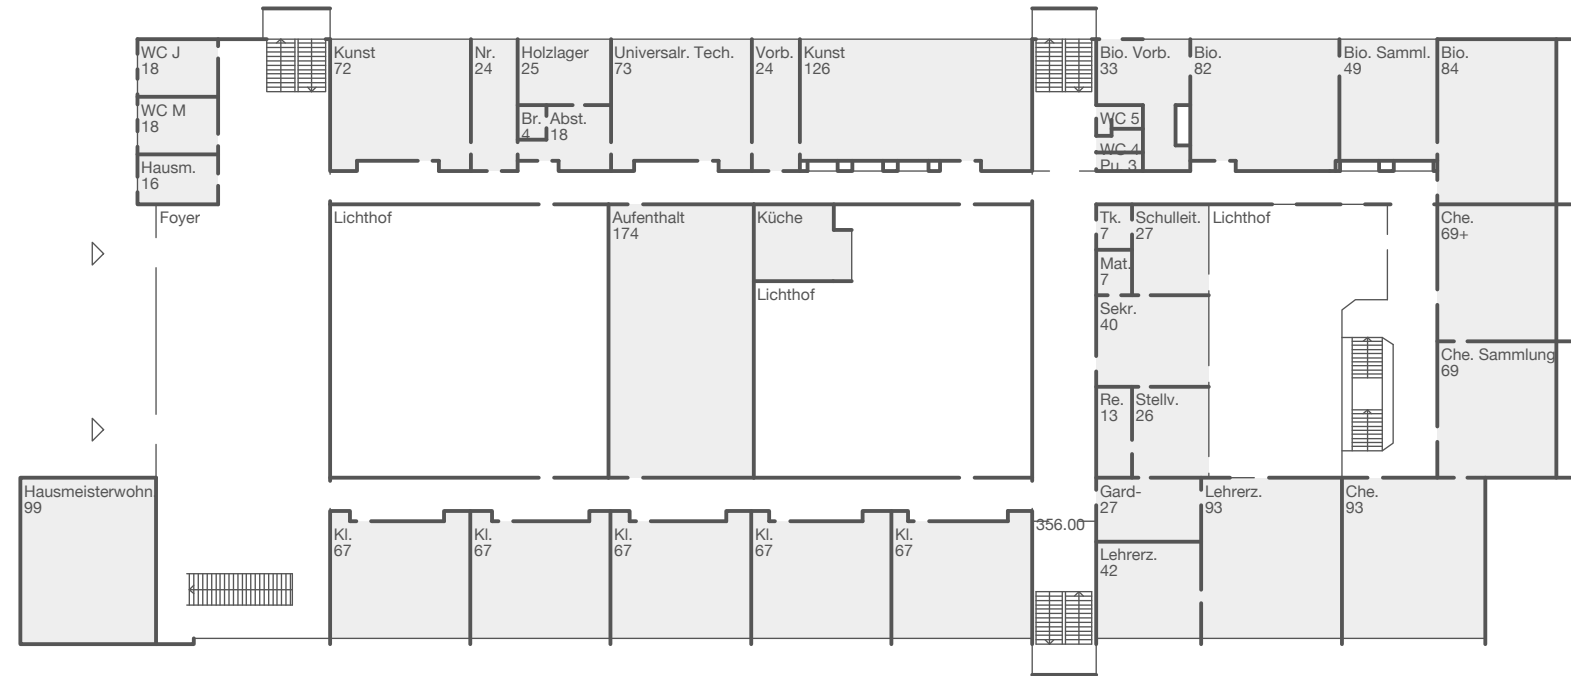 WC J
18
Kunst
72
Nr.
24
Holzlager
25
Universalr. Tech.
73
Vorb.
24
Kunst
126
Bio. Vorb.
33
Bio.
82
Bio. Samml.
49
Bio.
84
WC M
18
Br.
4
Abst.
18
WC 5
WC 4
Pu. 3
Hausm.
16
Foyer
Lichthof
Aufenthalt
174
Küche
Lichthof
Tk.
7
Schulleit.
27
Lichthof
Che.
69+
Mat.
7
Sekr.
40
Che. Sammlung
69
Re.
13
Stellv.
26
Hausmeisterwohn.
99
Gard-
27
Lehrerz.
93
Che.
93
Kl.
67
Kl.
67
Kl.
67
Kl.
67
Kl.
67
356.00
Lehrerz.
42